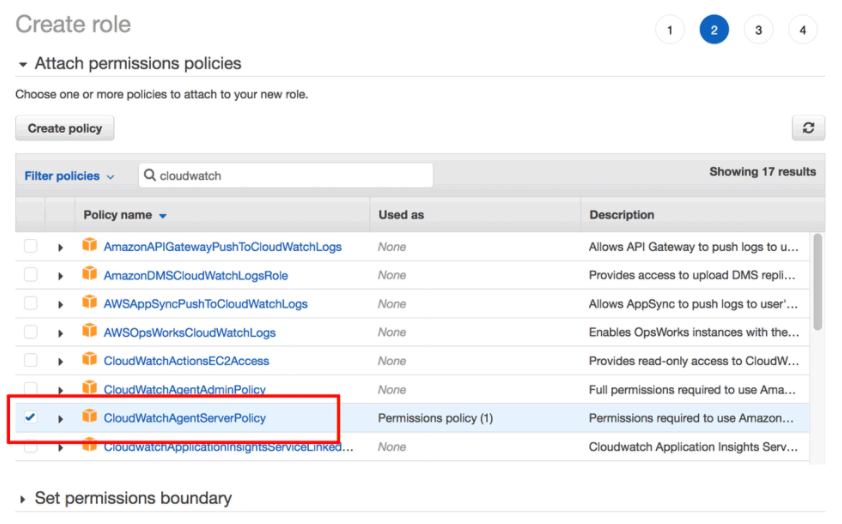 Create role
1 2 3 4
Attach permissions policies
Choose one or more policies to attach to your new role.
Create policy
Filter policies cloudwatch Showing 17 results
Policy name Used as Description
AmazonAPIGatewayPushToCloudWatchLogs None Allows API Gateway to push logs to u...
AmazonDMSCloudWatchLogsRole None Provides access to upload DMS repli...
AWSAppSyncPushToCloudWatchLogs None Allows AppSync to push logs to user'...
AWSOpsWorksCloudWatchLogs None Enables OpsWorks instances with the...
CloudWatchActionsEC2Access None Provides read-only access to CloudW...
CloudWatchAgentAdminPolicy None Full permissions required to use Ama...
CloudWatchAgentServerPolicy Permissions policy (1) Permissions required to use Amazon...
CloudwatchApplicationInsightsServiceLinked... None Cloudwatch Application Insights Serv...
Set permissions boundary